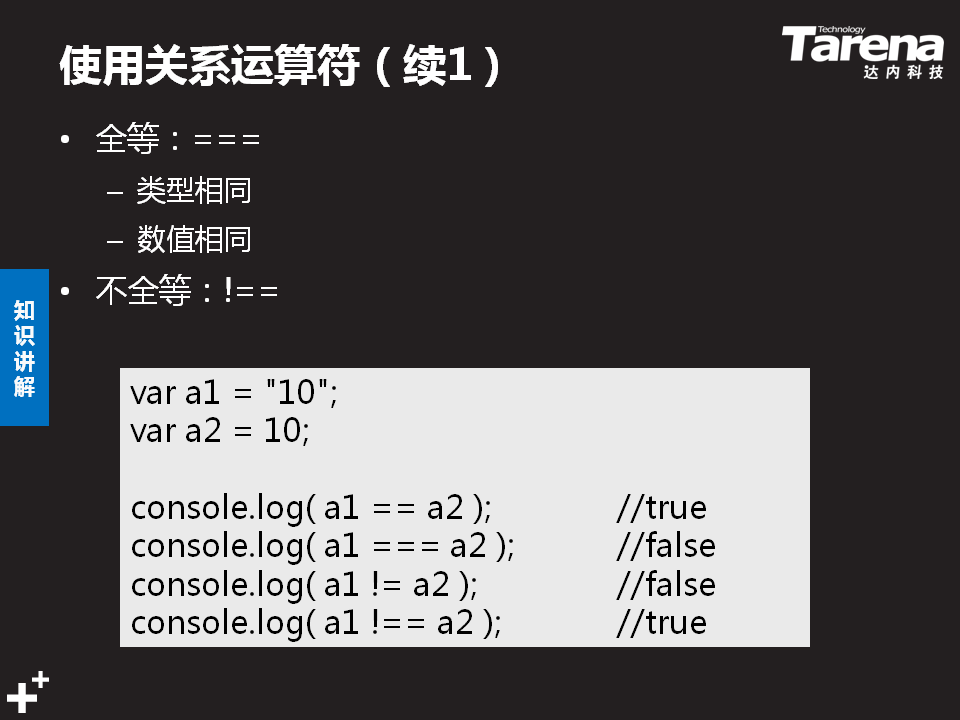 使用关系运算符（续1）
Technology
Tarena
达内科技
• 全等：===
– 类型相同
– 数值相同
• 不全等：!==
知识讲解
var a1 = "10";
var a2 = 10;
console.log( a1 == a2 ); //true
console.log( a1 === a2 ); //false
console.log( a1 != a2 ); //false
console.log( a1 !== a2 ); //true